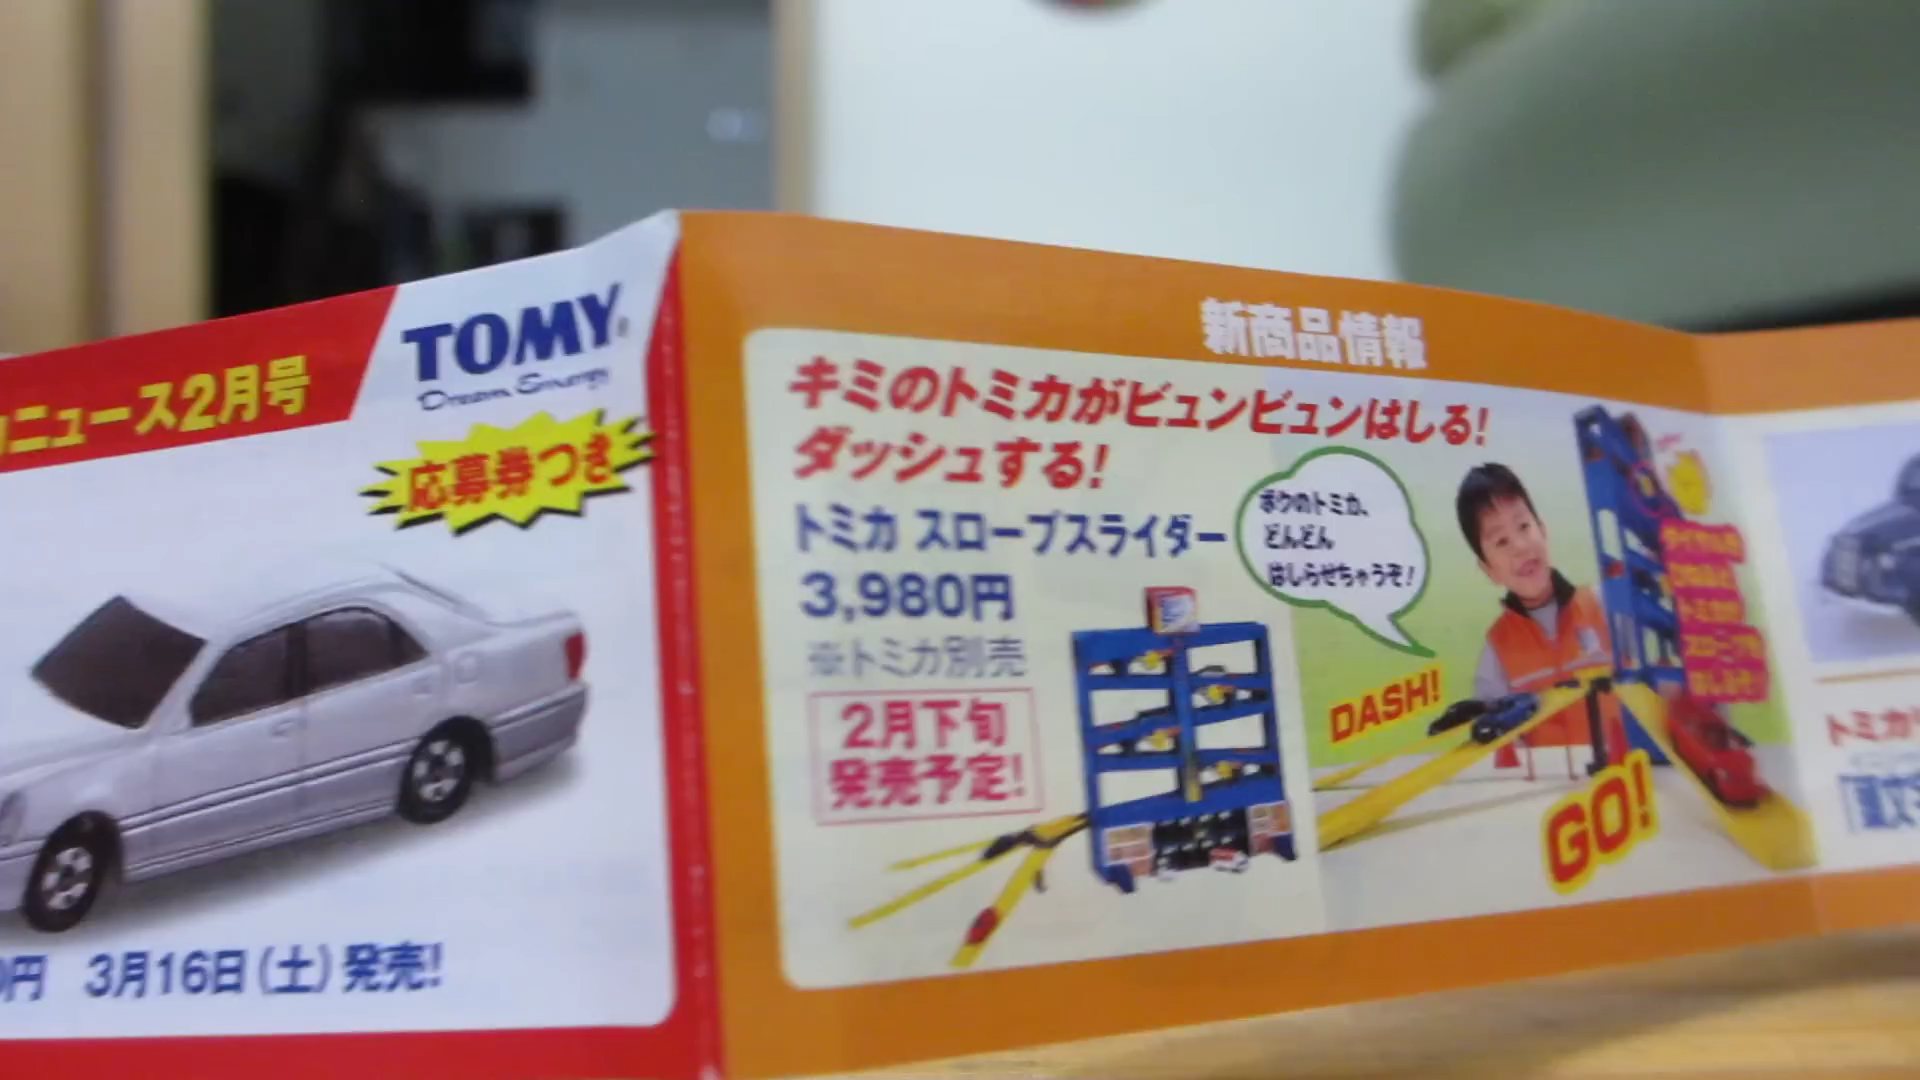 ニュース2月号
TOMY
Dream Energy
応募券つき
円 3月16日(土)発売!
新商品情報
キミのトミカがビュンビュンはしる!
ダッシュする!
トミカ スロープスライダー
3,980円
※トミカ別売
2月下旬
発売予定!
ボクのトミカ、
どんどん
はしらせちゃうぞ!
DASH!
GO!
トミカ